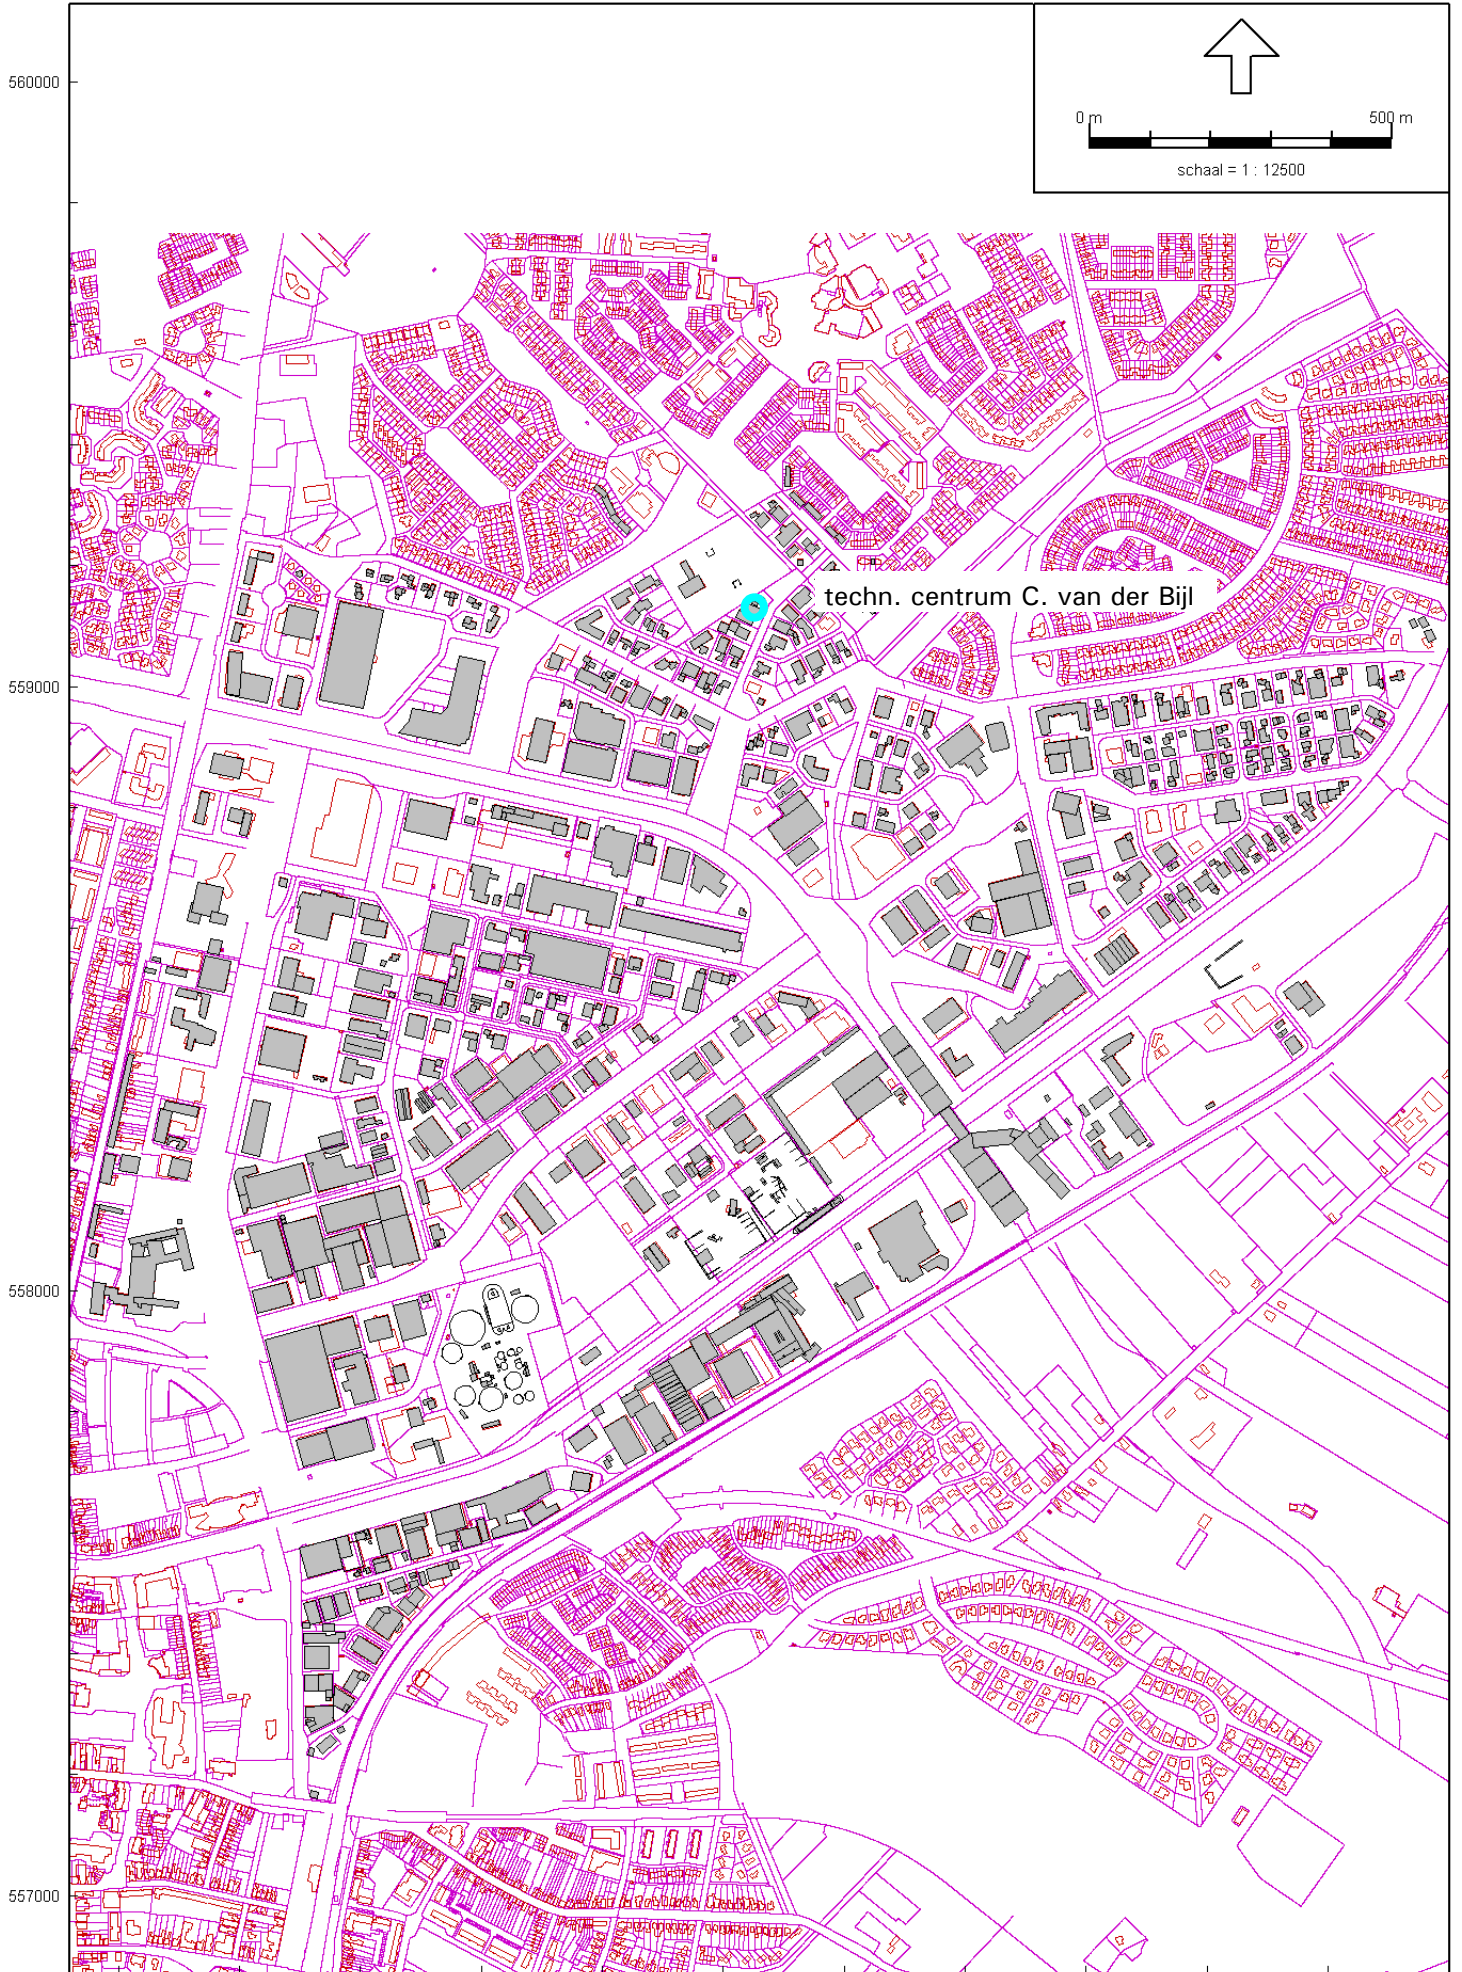 560000
0 m 500 m
schaal = 1 : 12500
techn. centrum C. van der Bijl
559000
558000
557000